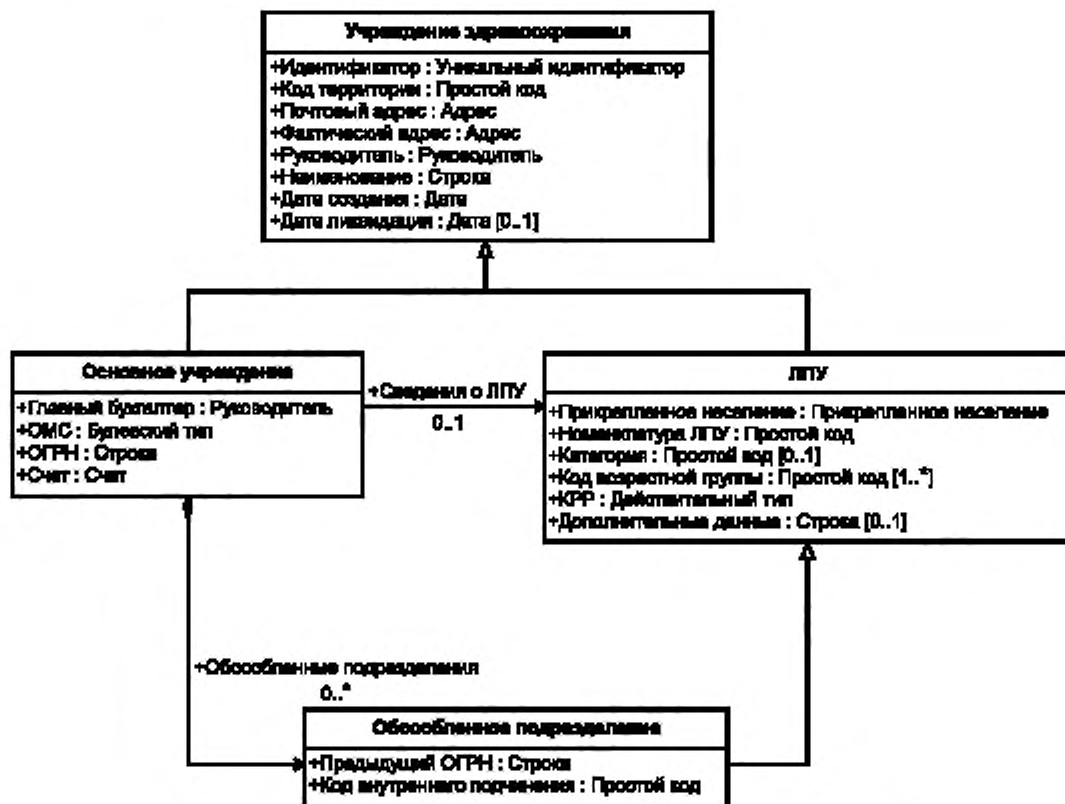 Учреждение здравоохранения
+Идентификатор : Уникальный идентификатор
+Код территории : Простой код
+Почтовый адрес : Адрес
+Фактический адрес : Адрес
+Руководитель : Руководитель
+Наименование : Строка
+Дата создания : Дата
+Дата ликвидации : Дата [0..1]
Основное учреждение
+Главный бухгалтер : Руководитель
+ОМС : Булевский тип
+ОГРН : Строка
+Счет : Счет
+Сведения о ЛПУ
0..1
ЛПУ
+Прикрепленное население : Прикрепленное население
+Номенклатура ЛПУ : Простой код
+Категория : Простой код [0..1]
+Код возрастной группы : Простой код [1..*]
+КРР : Действительный тип
+Дополнительные данные : Строка [0..1]
+Обособленные подразделения
0..*
Обособленное подразделение
+Предыдущий ОГРН : Строка
+Код внутреннего подчинения : Простой код